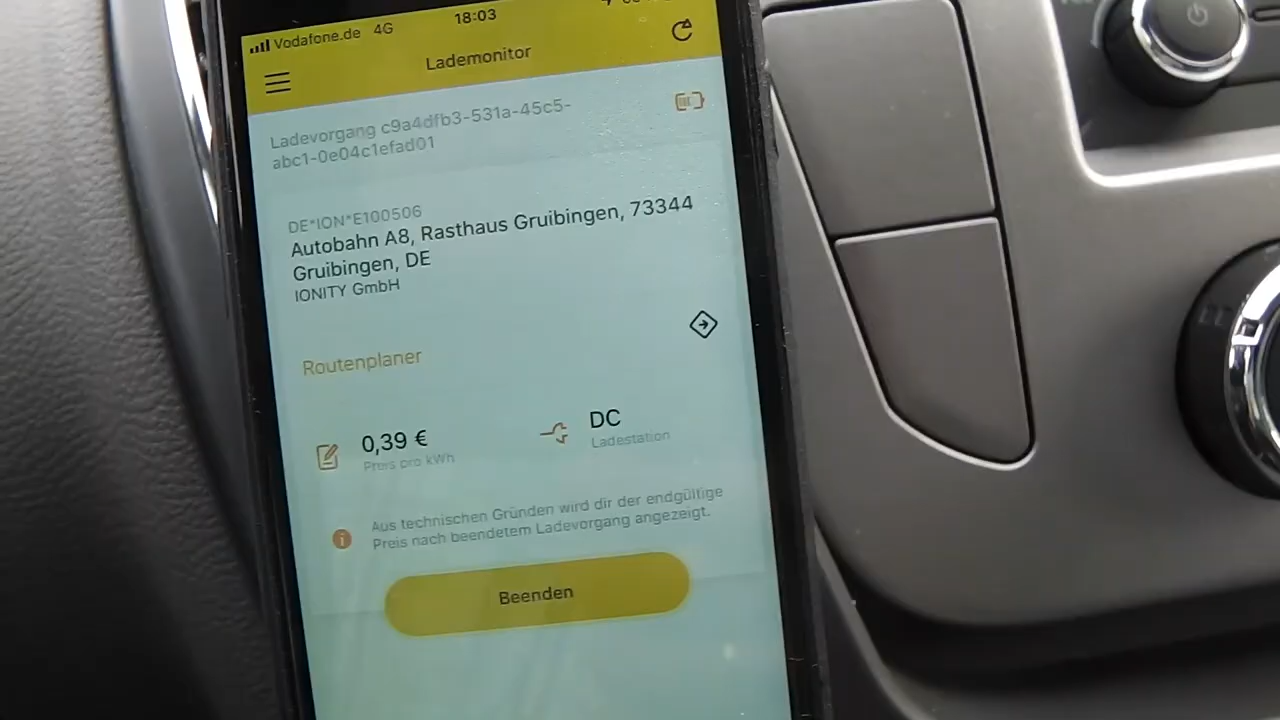 Vodafone.de 4G 18:03
Lademonitor
Ladevorgang c9a4dfb3-531a-45c5-
abc1-0e04c1efad01
DE*ION*E100506
Autobahn A8, Rasthaus Gruibingen, 73344
Gruibingen, DE
IONITY GmbH
Routenplaner
0,39 € DC
Preis pro kWh Ladestation
Aus technischen Gründen wird dir der endgültige
Preis nach beendetem Ladevorgang angezeigt.
Beenden